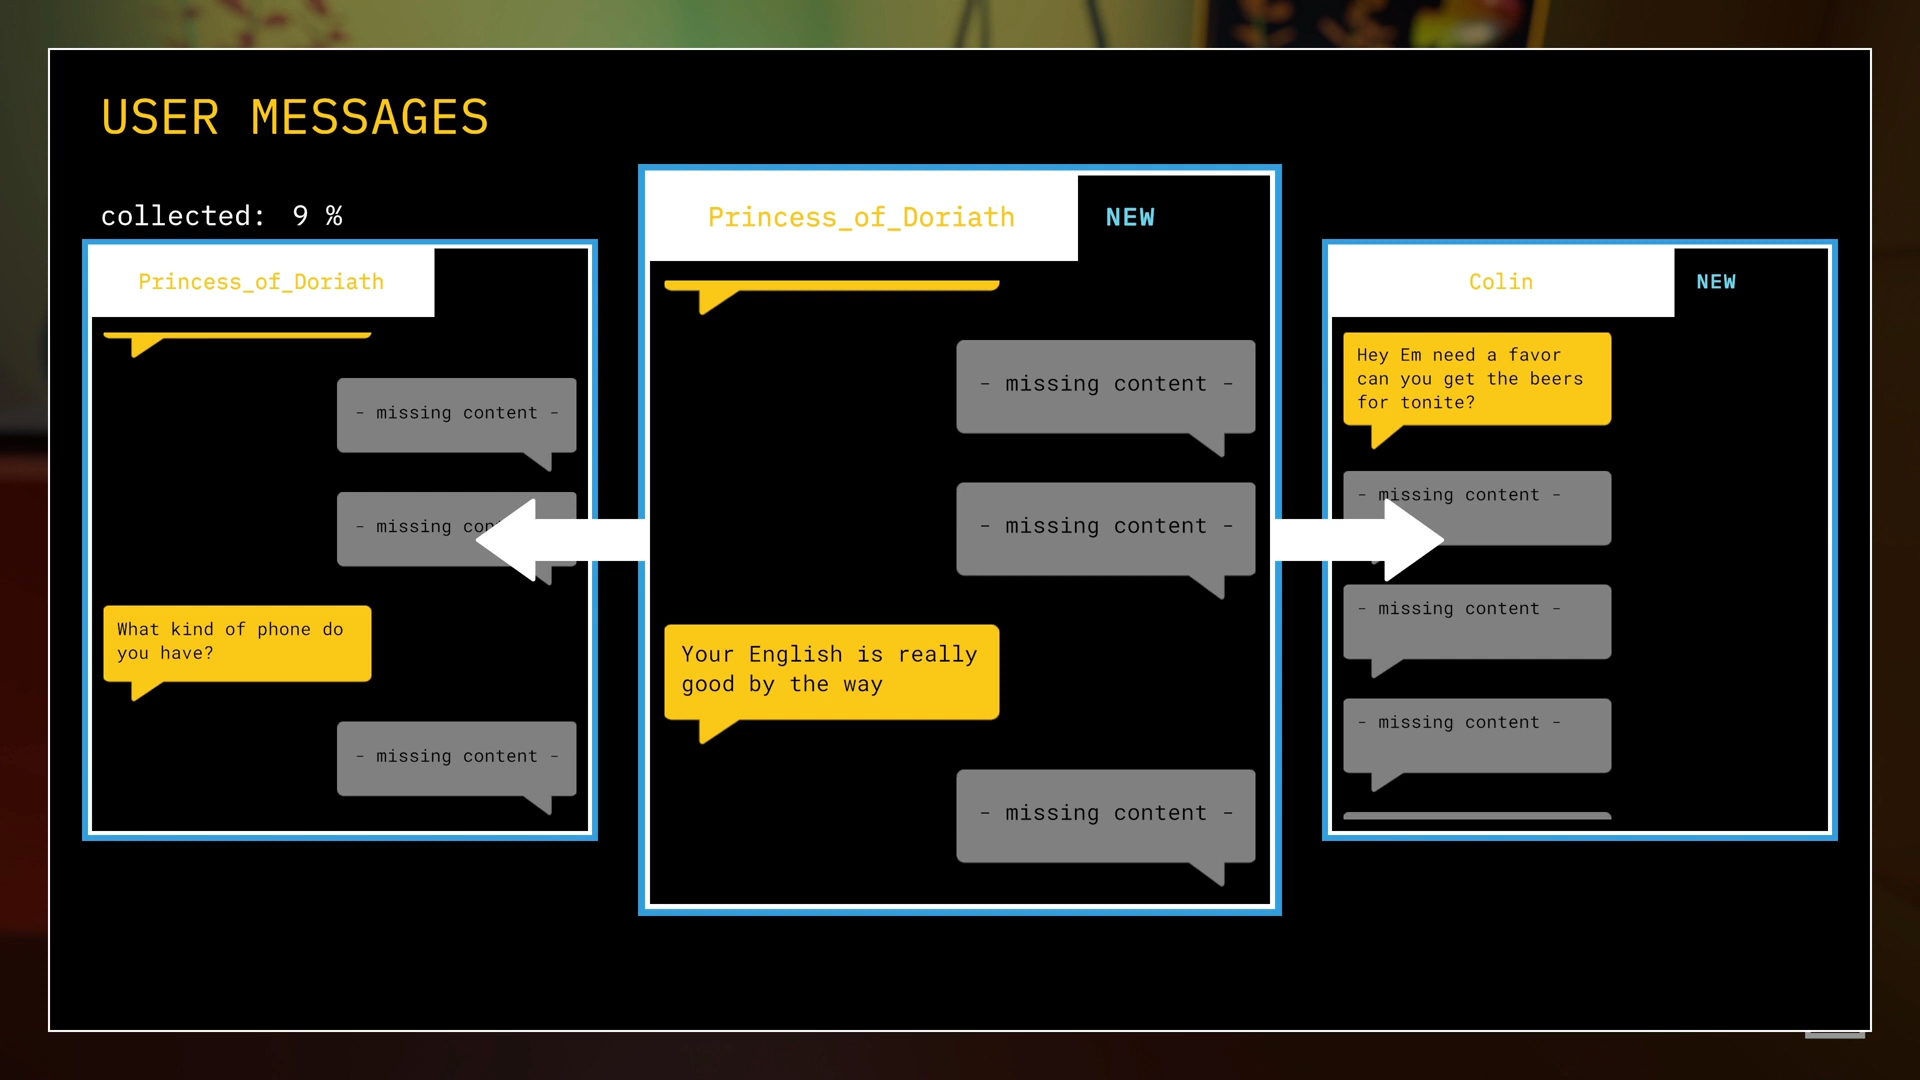 USER MESSAGES
collected: 9 %
Princess_of_Doriath
- missing content -
- missing
What kind of phone do
you have?
- missing content -
Princess_of_Doriath
NEW
- missing content -
- missing content -
Your English is really
good by the way
- missing content -
Colin
NEW
Hey Em need a favor
can you get the beers
for tonite?
- missing content -
- missing content -
- missing content -